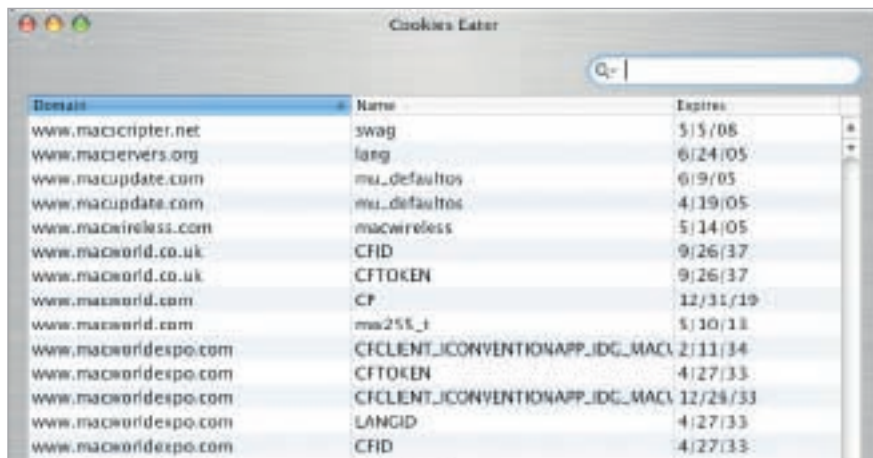 Cookies Eater
Domain Name Expires
www.macscripter.net swag 5/5/08
www.macservers.org lang 6/24/05
www.macupdate.com mu_defaultos 6/9/05
www.macupdate.com mu_defaultos 4/19/05
www.macwireless.com macwireless 5/14/05
www.macworld.co.uk CFID 9/26/37
www.macworld.co.uk CFTOKEN 9/26/37
www.macworld.com CP 12/31/19
www.macworld.com 5/10/13
www.macworldexpo.com CFCLIENT_ICONVENTIONAPP_IDG_MACV 2/11/34
www.macworldexpo.com CFTOKEN 4/27/33
www.macworldexpo.com CFCLIENT_ICONVENTIONAPP_IDG_MACV 12/26/33
www.macworldexpo.com LANGID 4/27/33
www.macworldexpo.com CFID 4/27/33